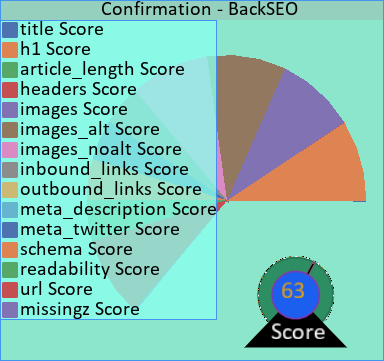 Confirmation - BackSEO
title Score
h1 Score
article_length Score
headers Score
images Score
images_alt Score
images_noalt Score
inbound_links Score
outbound_links Score
meta_description Score
meta_twitter Score
schema Score
readability Score
url Score
missingz Score
63
Score